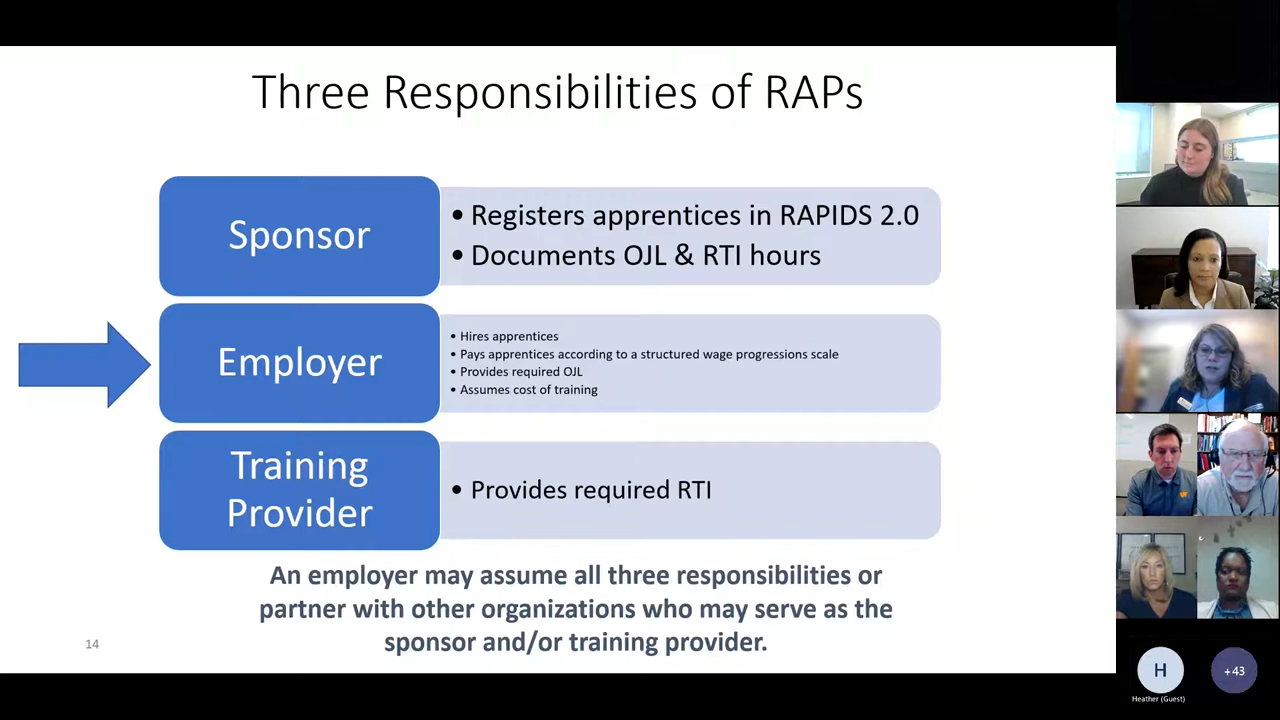 Three Responsibilities of RAPs
Sponsor
• Registers apprentices in RAPIDS 2.0
• Documents OJL & RTI hours
Employer
• Hires apprentices
• Pays apprentices according to a structured wage progressions scale
• Provides required OJL
• Assumes cost of training
Training
Provider
• Provides required RTI
An employer may assume all three responsibilities or
partner with other organizations who may serve as the
sponsor and/or training provider.
14
H
Heather (Guest)
+43